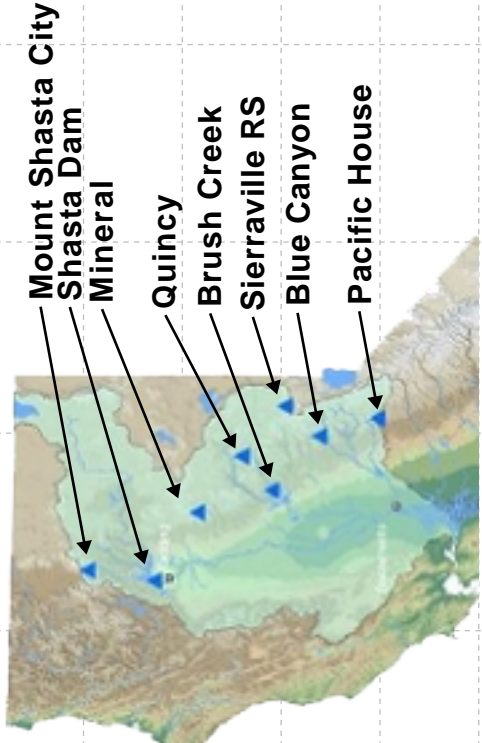 Mount Shasta City
Shasta Dam
Mineral
Quincy
Brush Creek
Sierraville RS
Blue Canyon
Pacific House